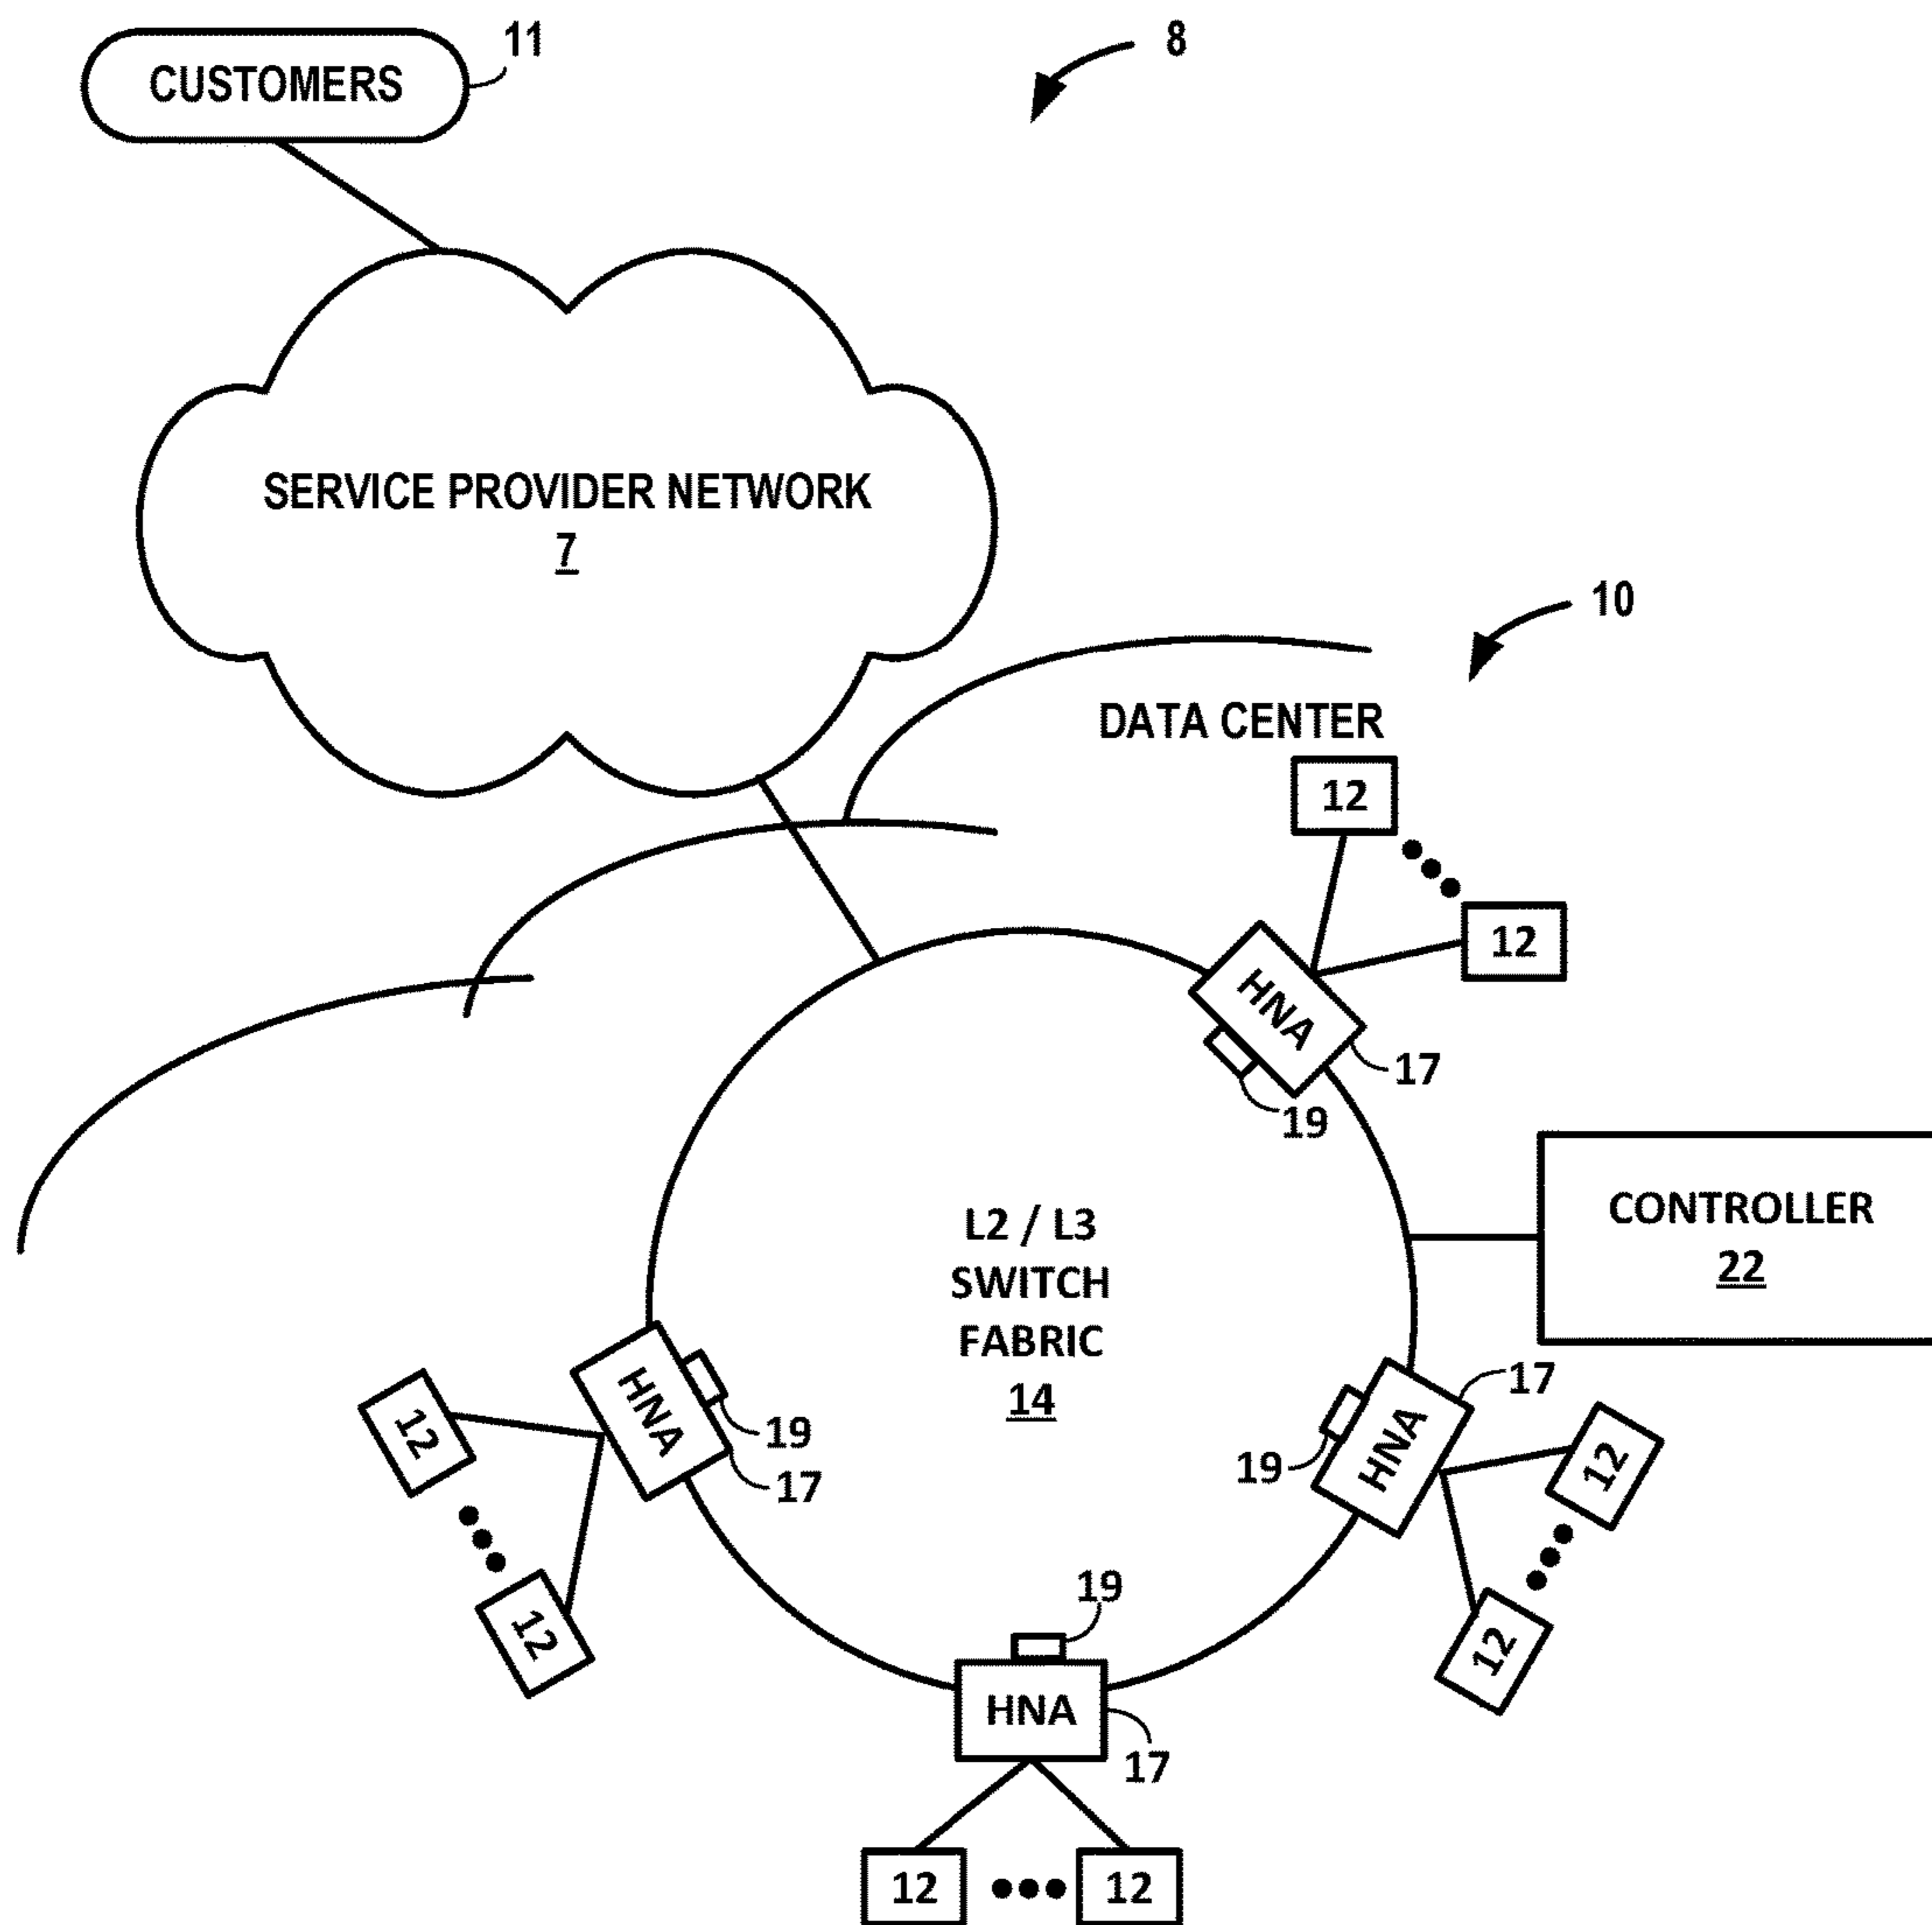 11
8
CUSTOMERS
SERVICE PROVIDER NETWORK
7
10
DATA CENTER
12
12
HNA
17
19
CONTROLLER
22
L2 / L3
SWITCH
FABRIC
14
HNA
19
17
12
12
17
19
HNA
12
12
19
HNA
17
12
12